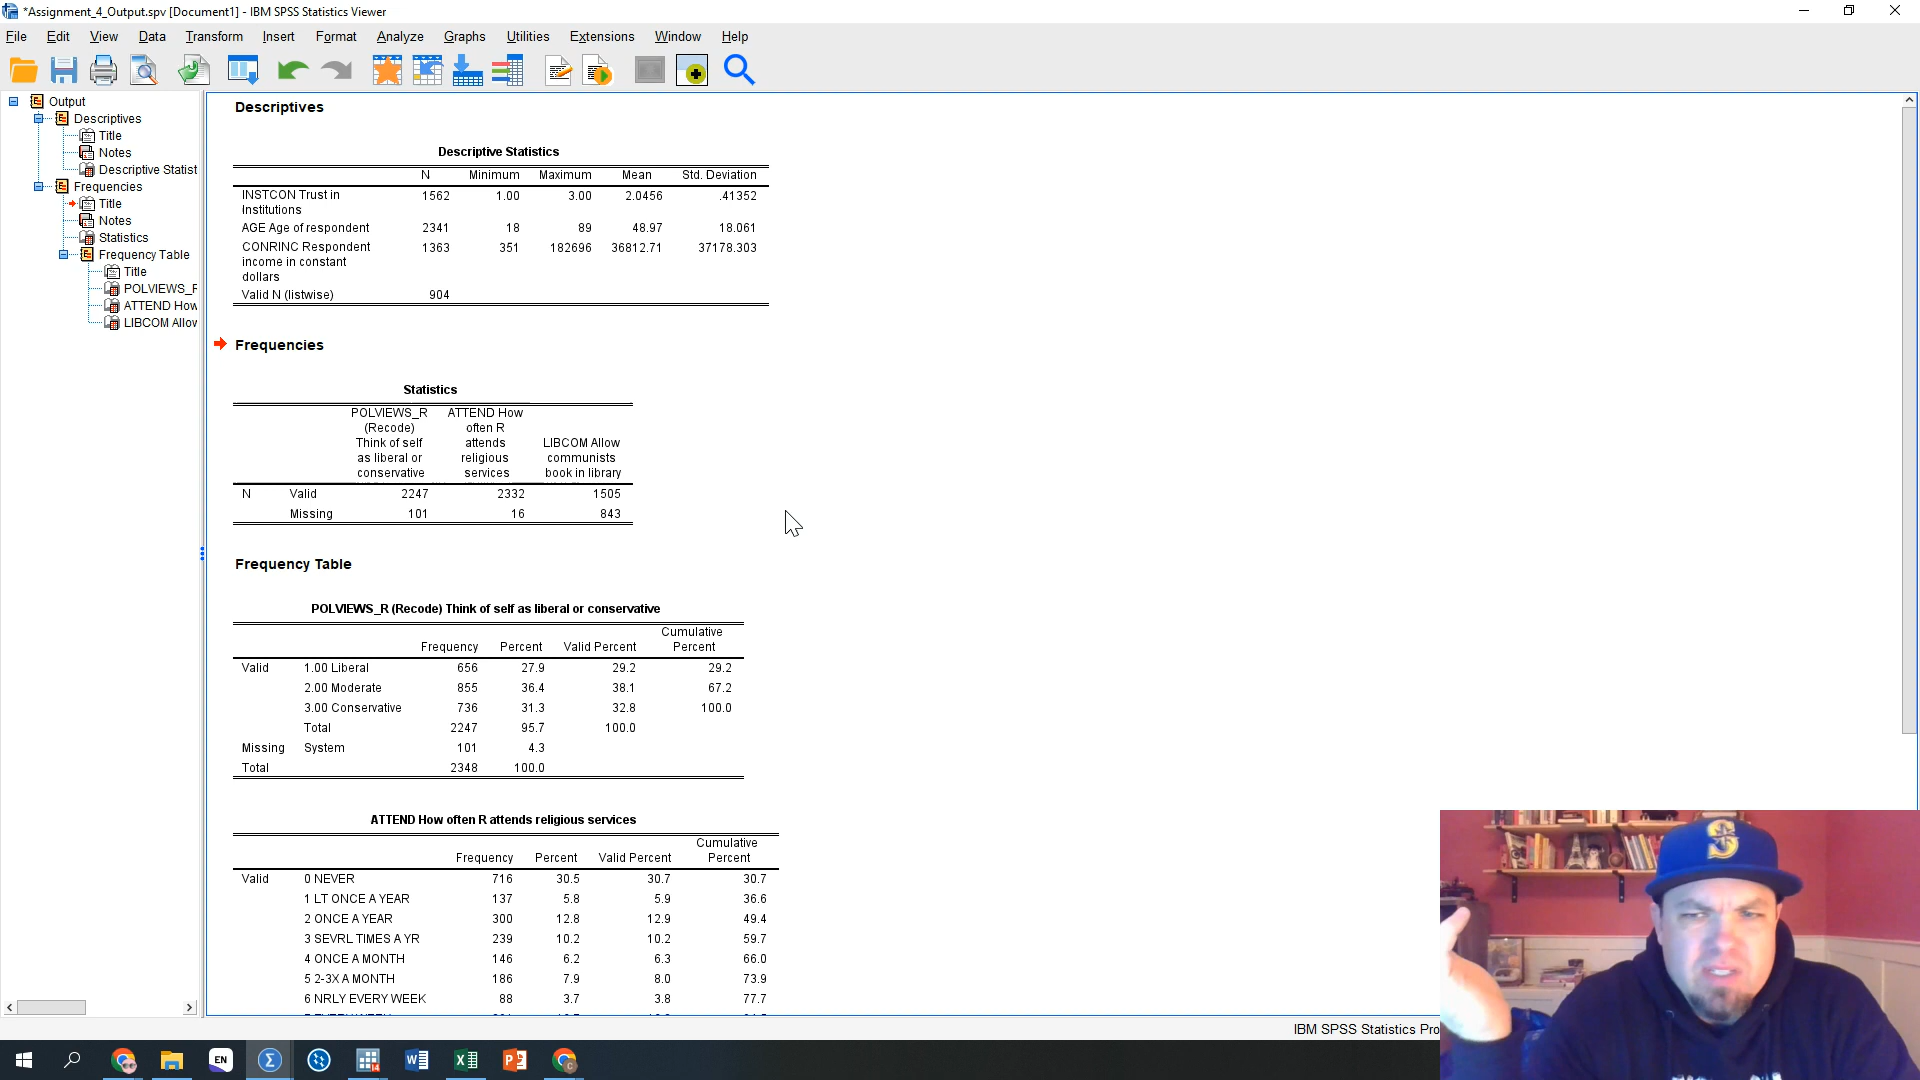 *Assignment_4_Output.spv [Document1] - IBM SPSS Statistics Viewer
File Edit View Data Transform Insert Format Analyze Graphs Utilities Extensions Window Help
Output
Descriptives
Title
Notes
Descriptive Statist
Frequencies
Title
Notes
Statistics
Frequency Table
Title
POLVIEWS_R
ATTEND How
LIBCOM Allow
Descriptives
Descriptive Statistics
N Minimum Maximum Mean Std. Deviation
INSTCON Trust in Institutions 1562 1.00 3.00 2.0456 .41352
AGE Age of respondent 2341 18 89 48.97 18.061
CONRINC Respondent income in constant dollars 1363 351 182696 36812.71 37178.303
Valid N (listwise) 904
Frequencies
Statistics
POLVIEWS_R (Recode) Think of self as liberal or conservative ATTEND How often R attends religious services LIBCOM Allow communists book in library
N Valid 2247 2332 1505
Missing 101 16 843
Frequency Table
POLVIEWS_R (Recode) Think of self as liberal or conservative
Frequency Percent Valid Percent Cumulative Percent
Valid 1.00 Liberal 656 27.9 29.2 29.2
2.00 Moderate 855 36.4 38.1 67.2
3.00 Conservative 736 31.3 32.8 100.0
Total 2247 95.7 100.0
Missing System 101 4.3
Total 2348 100.0
ATTEND How often R attends religious services
Frequency Percent Valid Percent Cumulative Percent
Valid 0 NEVER 716 30.5 30.7 30.7
1 LT ONCE A YEAR 137 5.8 5.9 36.6
2 ONCE A YEAR 300 12.8 12.9 49.4
3 SEVRL TIMES A YR 239 10.2 10.2 59.7
4 ONCE A MONTH 146 6.2 6.3 66.0
5 2-3X A MONTH 186 7.9 8.0 73.9
6 NRLY EVERY WEEK 88 3.7 3.8 77.7
IBM SPSS Statistics Pro
EN
S